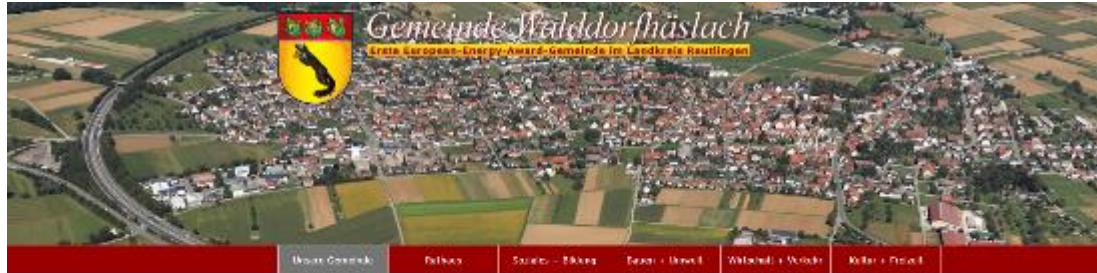 Gemeinde Walddorfhäslach
Erste European-Energy-Award-Gemeinde im Landkreis Reutlingen
Unsere Gemeinde Rathaus Soziales + Bildung Bauen + Umwelt Wirtschaft + Verkehr Kultur + Freizeit